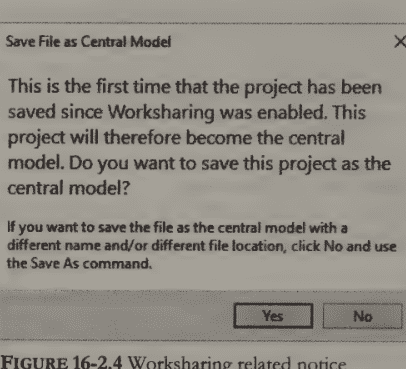 Save File as Central Model
This is the first time that the project has been
saved since Worksharing was enabled. This
project will therefore become the central
model. Do you want to save this project as the
central model?
If you want to save the file as the central model with a
different name and/or different file location, click No and use
the Save As command.
Yes No
FIGURE 16-2.4 Worksharing related notice